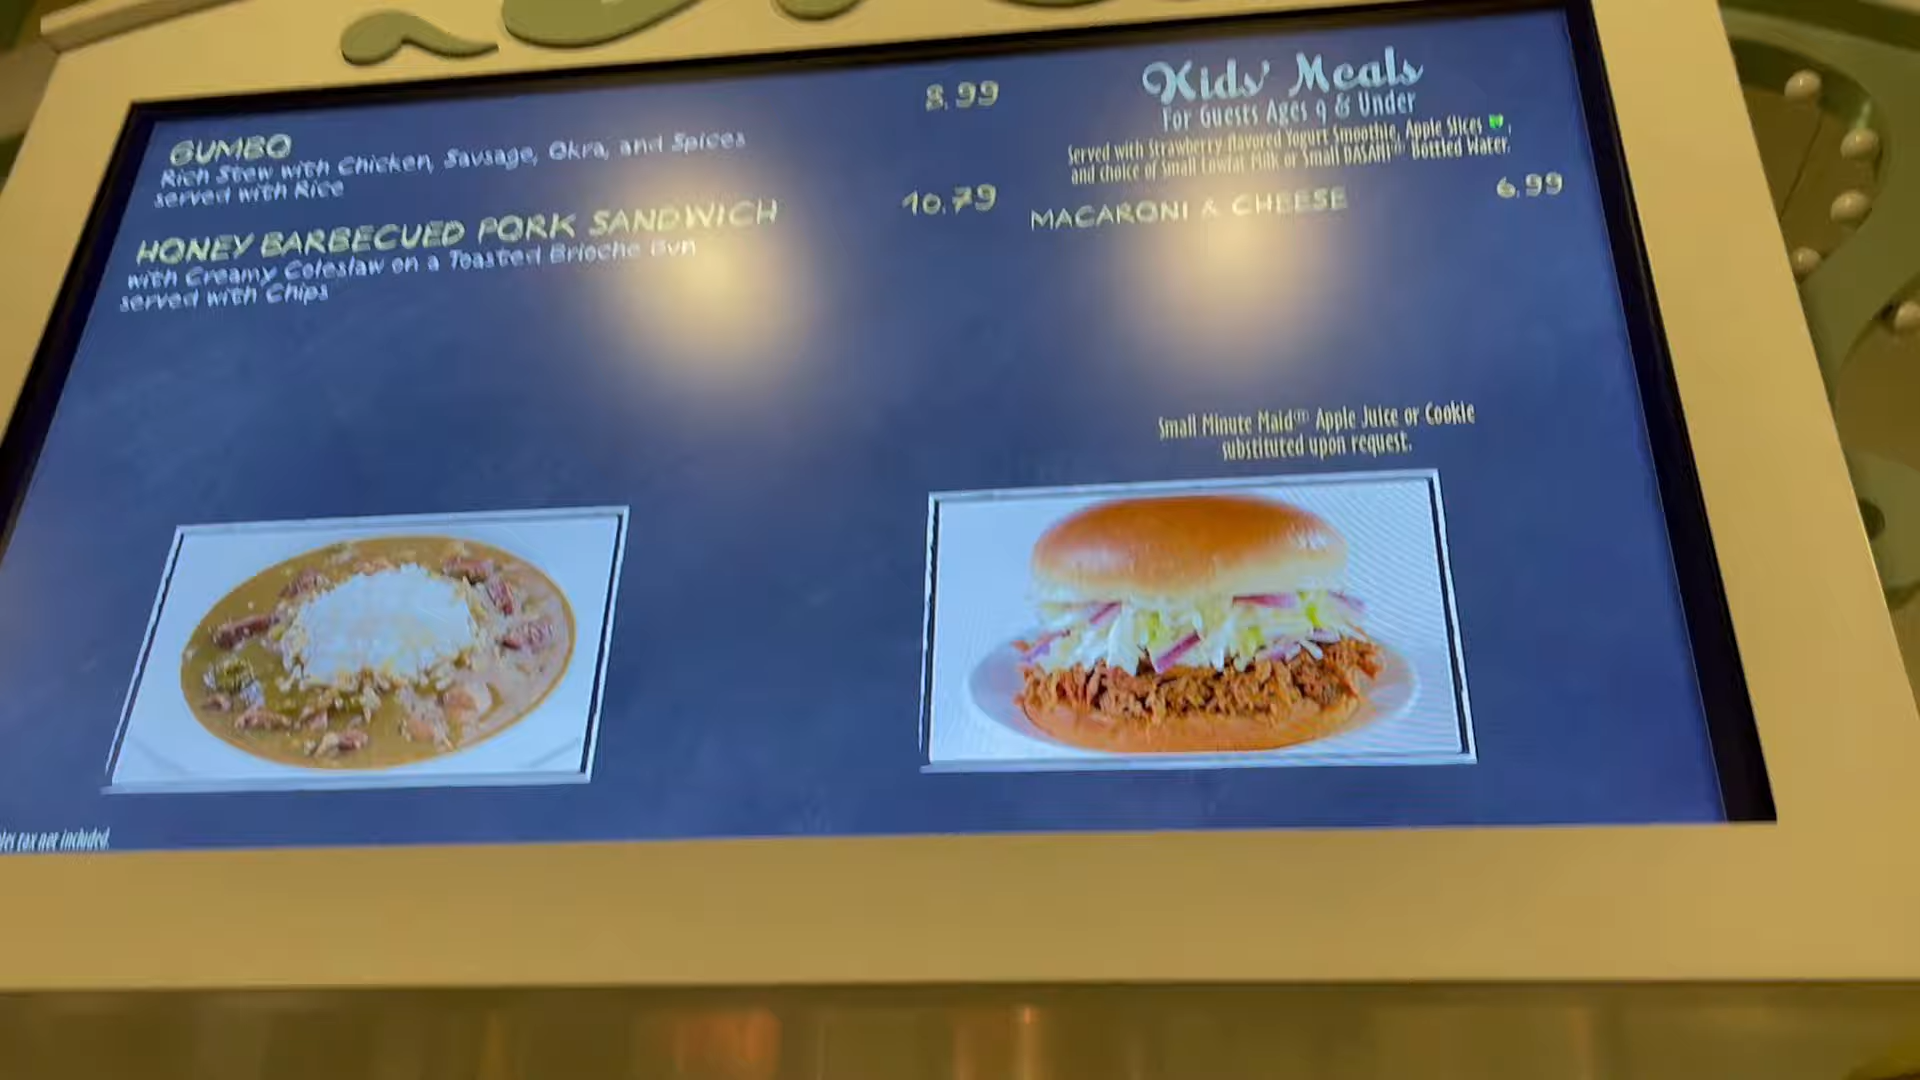 GUMBO 8.99
Rich Stew with Chicken, Sausage, Okra, and Spices
served with Rice
HONEY BARBECUED PORK SANDWICH 10.79
with Creamy Coleslaw on a Toasted Brioche Bun
served with Chips
Kids' Meals
For Guests Ages 9 & Under
Served with Strawberry-flavored Yogurt Smoothie, Apple Slices,
and choice of Small Lowfat Milk or Small DASANI® Bottled Water.
MACARONI & CHEESE 6.99
Small Minute Maid® Apple Juice or Cookie
substituted upon request.
tax not included.